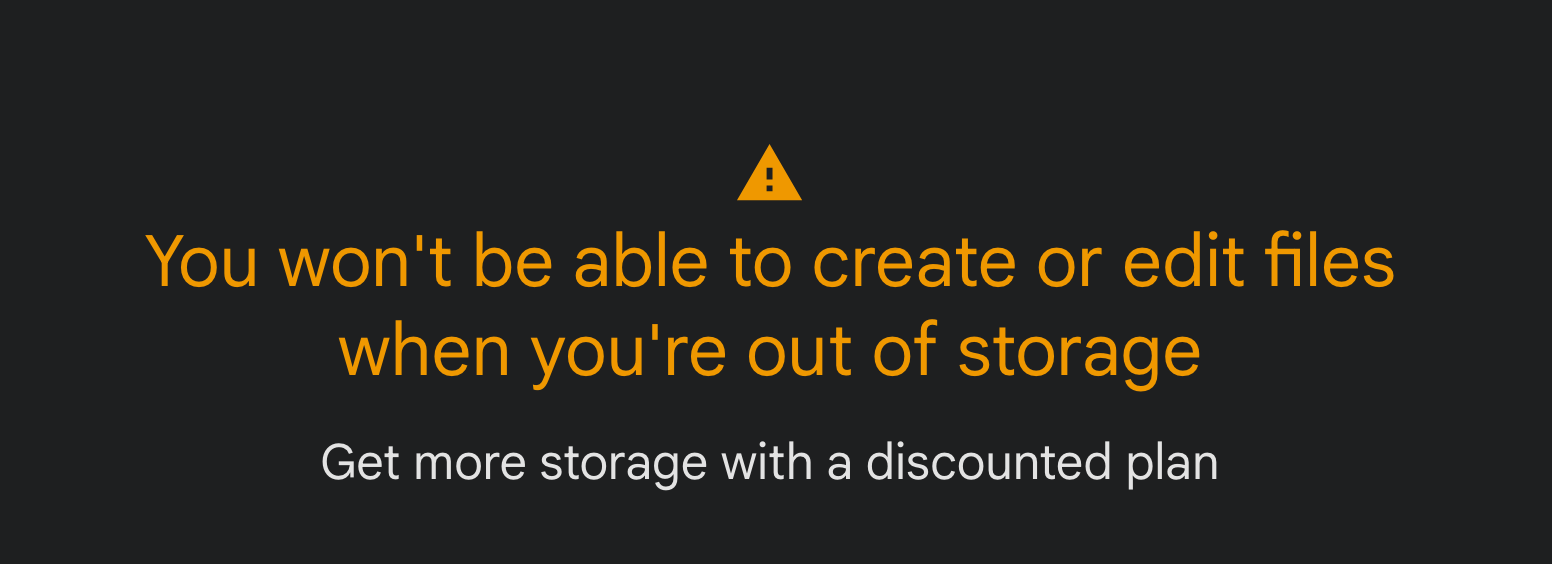 You won't be able to create or edit files
when you're out of storage
Get more storage with a discounted plan